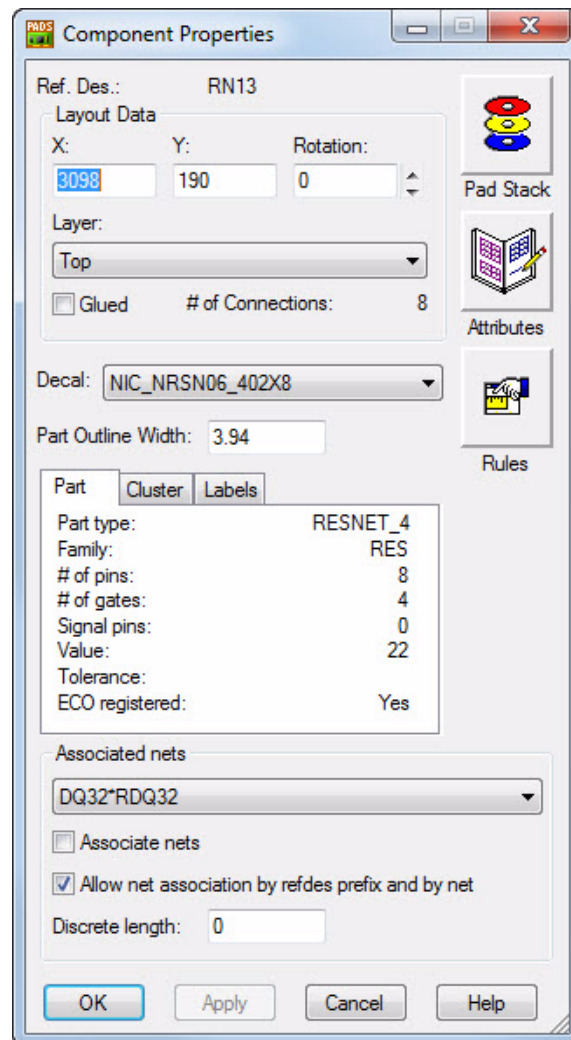 PADS
Component Properties
Ref. Des.: RN13
Layout Data
X: Y: Rotation:
3098 190 0
Pad Stack
Layer:
Top
Glued # of Connections: 8
Attributes
Decal: NIC_NRSN06_402X8
Part Outline Width: 3.94
Rules
Part Cluster Labels
Part type: RESNET_4
Family: RES
# of pins: 8
# of gates: 4
Signal pins: 0
Value: 22
Tolerance:
ECO registered: Yes
Associated nets
DQ32*RDQ32
Associate nets
Allow net association by refdes prefix and by net
Discrete length: 0
OK Apply Cancel Help